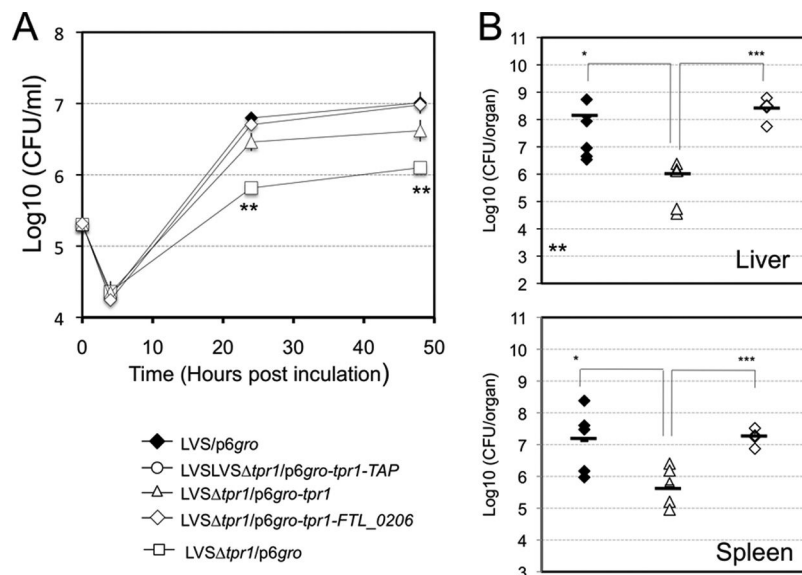 A
8
7
6
5
4
Log10 (CFU/ml)
**
**
0
10
20
30
40
50
Time (Hours post inoculation)
LVS/p6gro
LVSLVSΔtpr1/p6gro-tpr1-TAP
LVSΔtpr1/p6gro-tpr1
LVSΔtpr1/p6gro-tpr1-FTL_0206
LVSΔtpr1/p6gro
B
11
10
9
8
7
6
5
4
3
2
Log10 (CFU/organ)
*
***
**
Liver
11
10
9
8
7
6
5
4
3
Log10 (CFU/organ)
*
***
Spleen